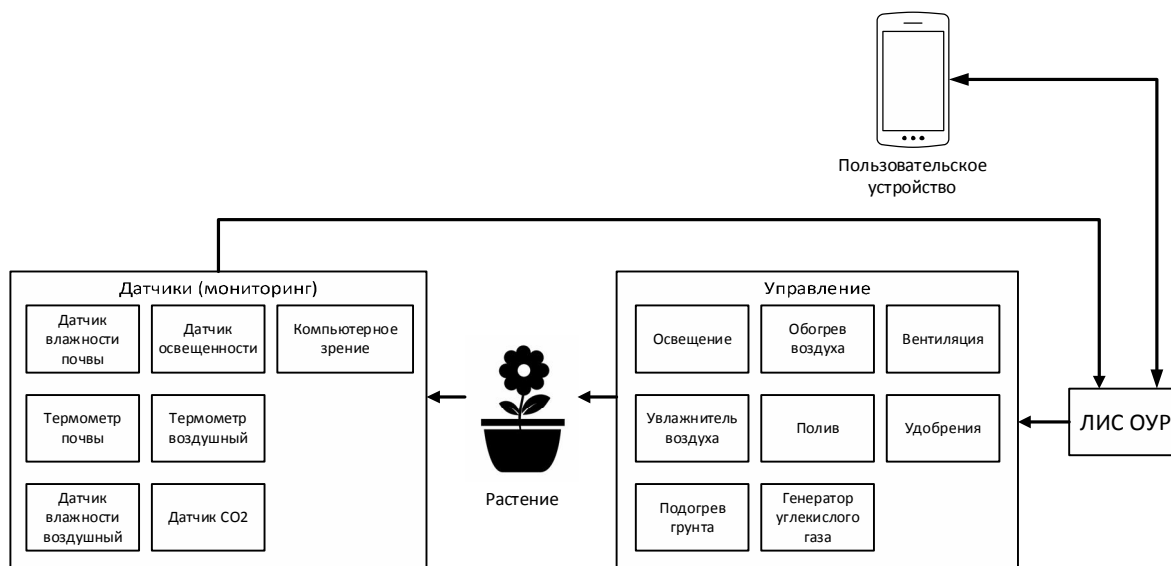 Пользовательское
устройство
Датчики (мониторинг)
Датчик
влажности
почвы
Датчик
освещенности
Компьютерное
зрение
Термометр
почвы
Термометр
воздушный
Датчик
влажности
воздушный
Датчик СО2
Растение
Управление
Освещение
Обогрев
воздуха
Вентиляция
Увлажнитель
воздуха
Полив
Удобрения
Подогрев
грунта
Генератор
углекислого
газа
ЛИС ОУР